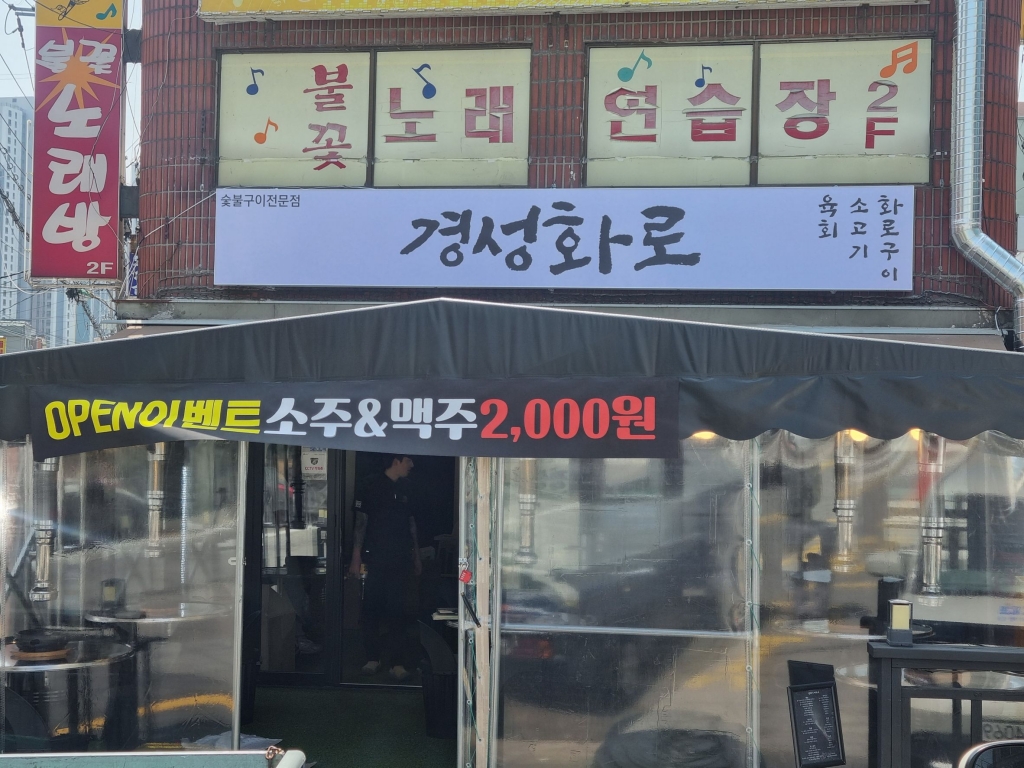 불꽃
노래방
2F
불꽃 노래 연습장 2F
숯불구이전문점
경성화로
화로구이
소고기
육회
OPEN이벤트 소주&맥주 2,000원